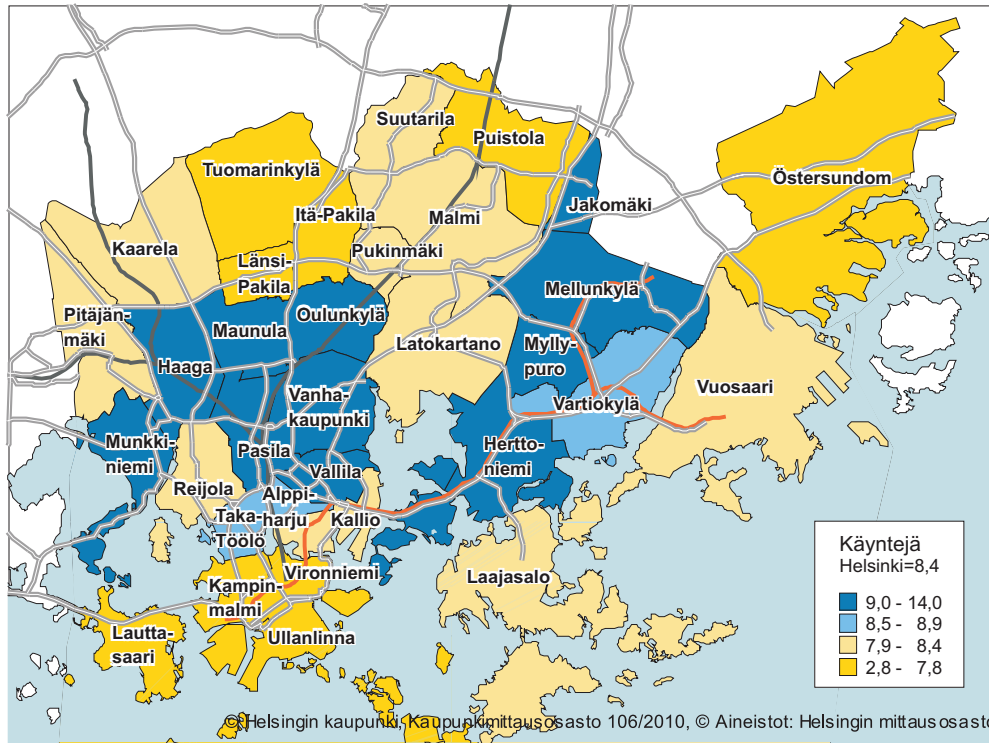 Suutarila
Puistola
Tuomarinkylä
Östersundom
Itä-Pakila
Malmi
Jakomäki
Kaarela
Pukinmäki
Länsi-
Pakila
Mellunkylä
Pitäjän-
mäki
Maunula
Oulunkylä
Latokartano
Mylly-
puro
Haaga
Vuosaari
Vanha-
kaupunki
Vartiokylä
Munkki-
niemi
Pasila
Hertto-
niemi
Vallila
Reijola
Alppi-
harju
Taka-
Töölö
Kallio
Vironniemi
Laajasalo
Kampin-
malmi
Lautta-
saari
Ullanlinna
Käyntejä
Helsinki=8,4
9,0 - 14,0
8,5 - 8,9
7,9 - 8,4
2,8 - 7,8
© Helsingin kaupunki, Kaupunkimittausosasto 106/2010, © Aineistot: Helsingin mittausosasto